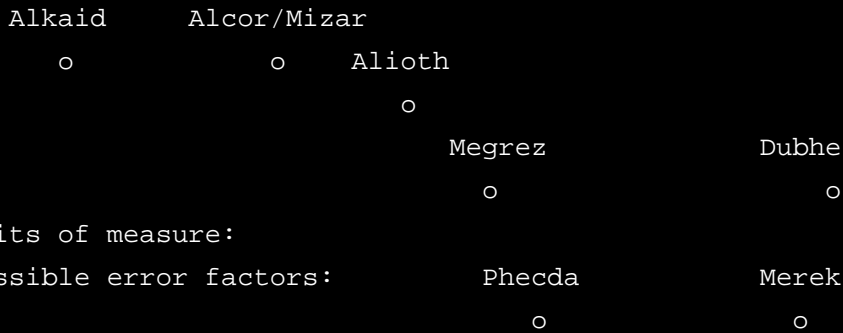 Alkaid Alcor/Mizar
o o Alioth
o
Megrez Dubhe
o o
its of measure:
ssible error factors: Phecda Merek
o o